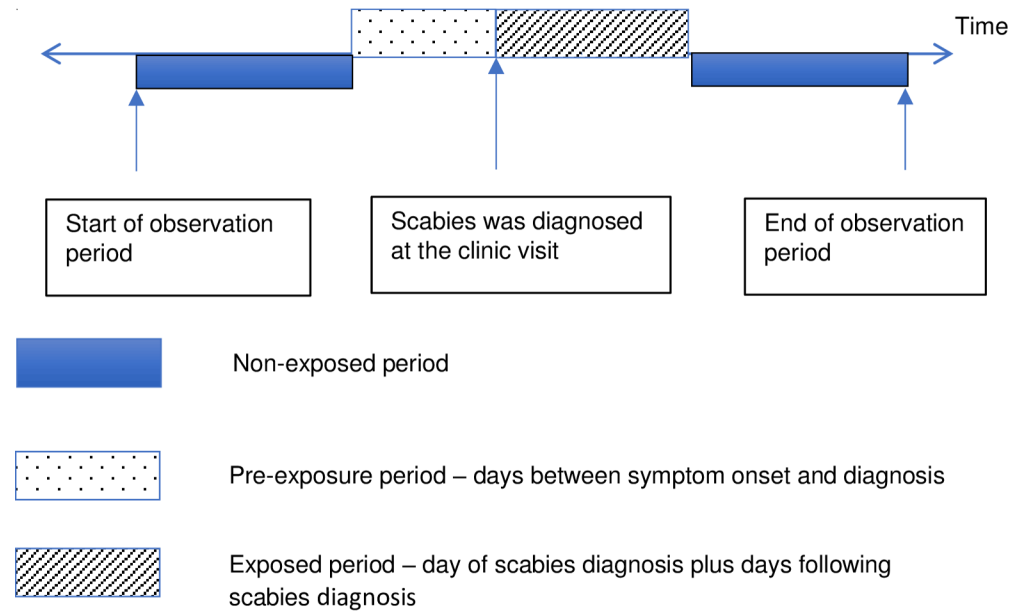 Time
Start of observation
period
Scabies was diagnosed
at the clinic visit
End of observation
period
Non-exposed period
Pre-exposure period – days between symptom onset and diagnosis
Exposed period – day of scabies diagnosis plus days following
scabies diagnosis